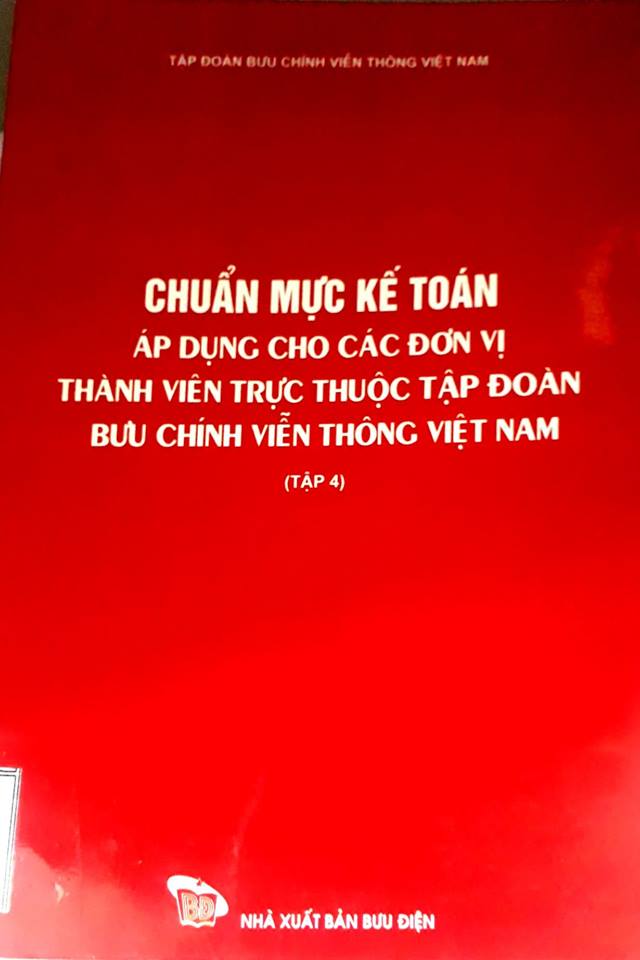 TẬP ĐOÀN BƯU CHÍNH VIỄN THÔNG VIỆT NAM
CHUẨN MỰC KẾ TOÁN
ÁP DỤNG CHO CÁC ĐƠN VỊ
THÀNH VIÊN TRỰC THUỘC TẬP ĐOÀN
BƯU CHÍNH VIỄN THÔNG VIỆT NAM
(TẬP 4)
BĐ
NHÀ XUẤT BẢN BƯU ĐIỆN